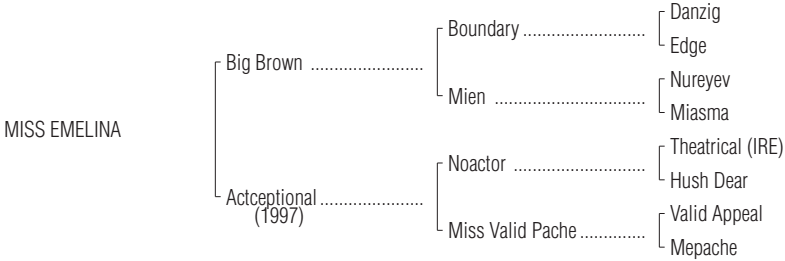 Danzig
Boundary ..........................
Edge
Big Brown ........................
Nureyev
Mien ................................
Miasma
MISS EMELINA
Theatrical (IRE)
Noactor ............................
Hush Dear
Actceptional ......................
(1997)
Valid Appeal
Miss Valid Pache ..............
Mepache